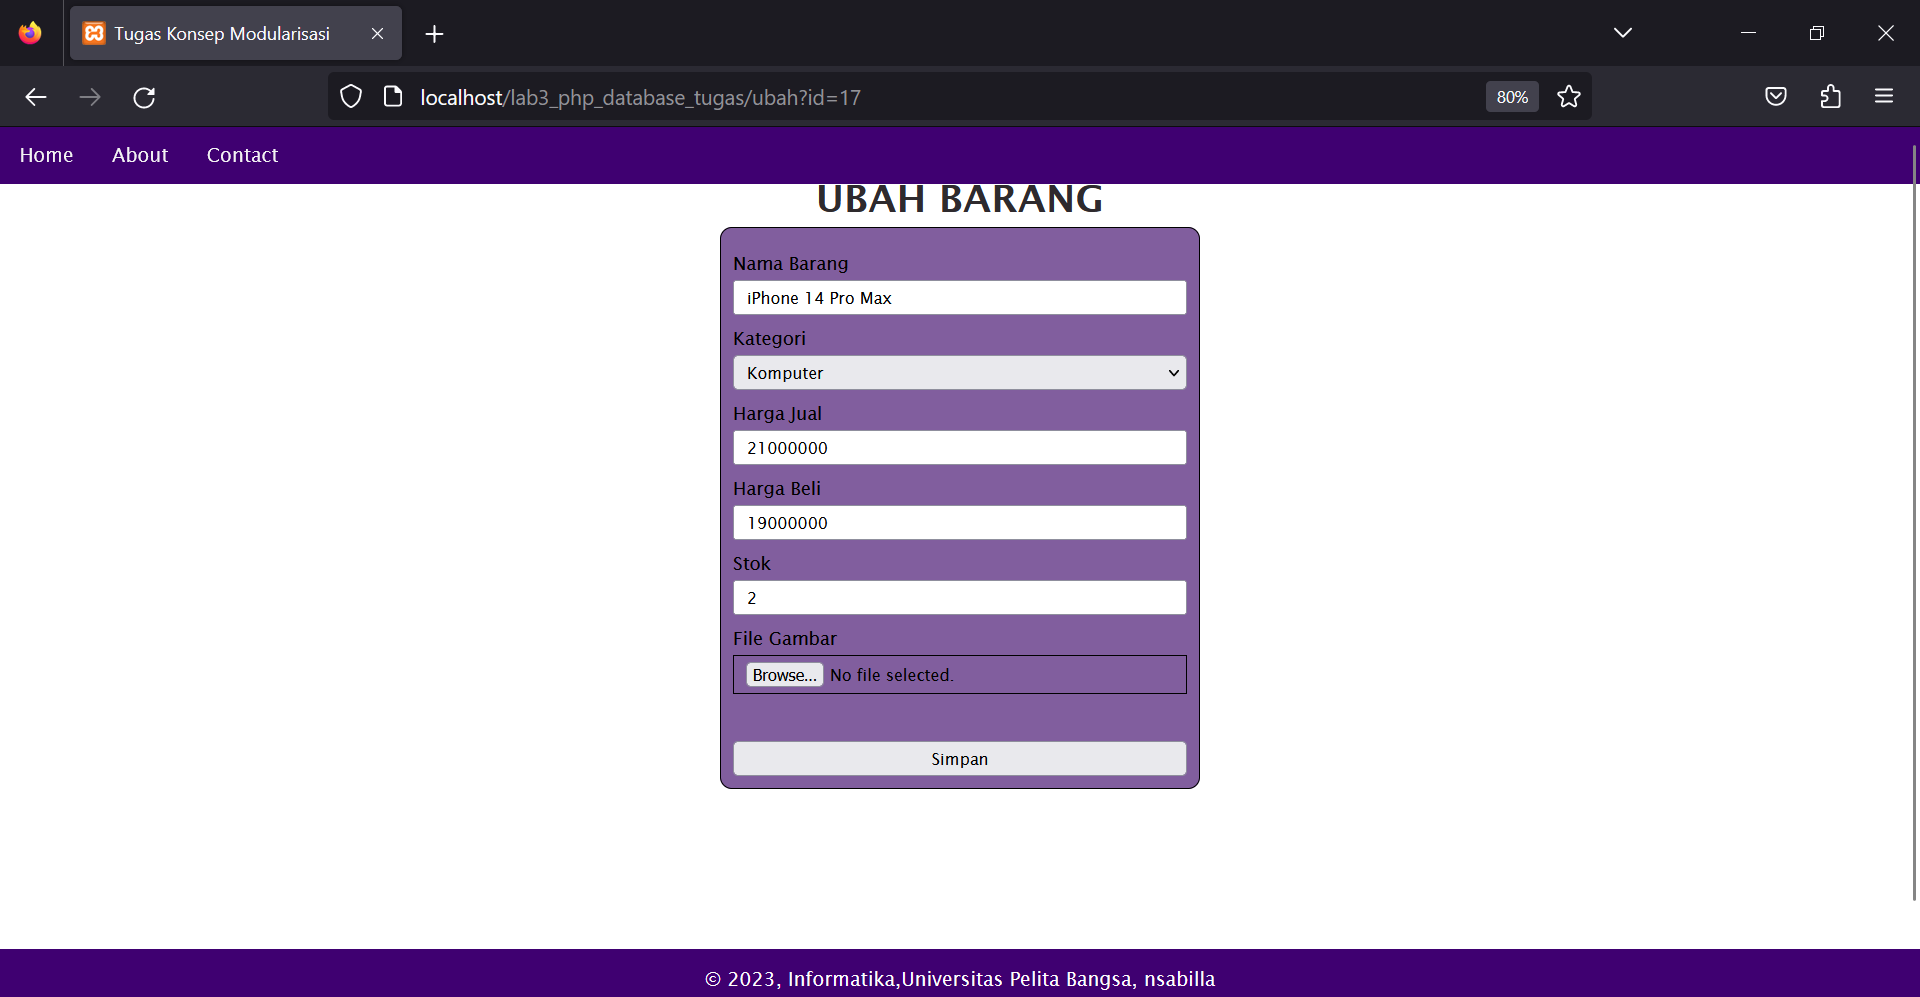 Tugas Konsep Modularisasi
localhost/lab3_php_database_tugas/ubah?id=17
80%
Home About Contact
UBAH BARANG
Nama Barang
iPhone 14 Pro Max
Kategori
Komputer
Harga Jual
21000000
Harga Beli
19000000
Stok
2
File Gambar
Browse... No file selected.
Simpan
© 2023, Informatika,Universitas Pelita Bangsa, nsabilla